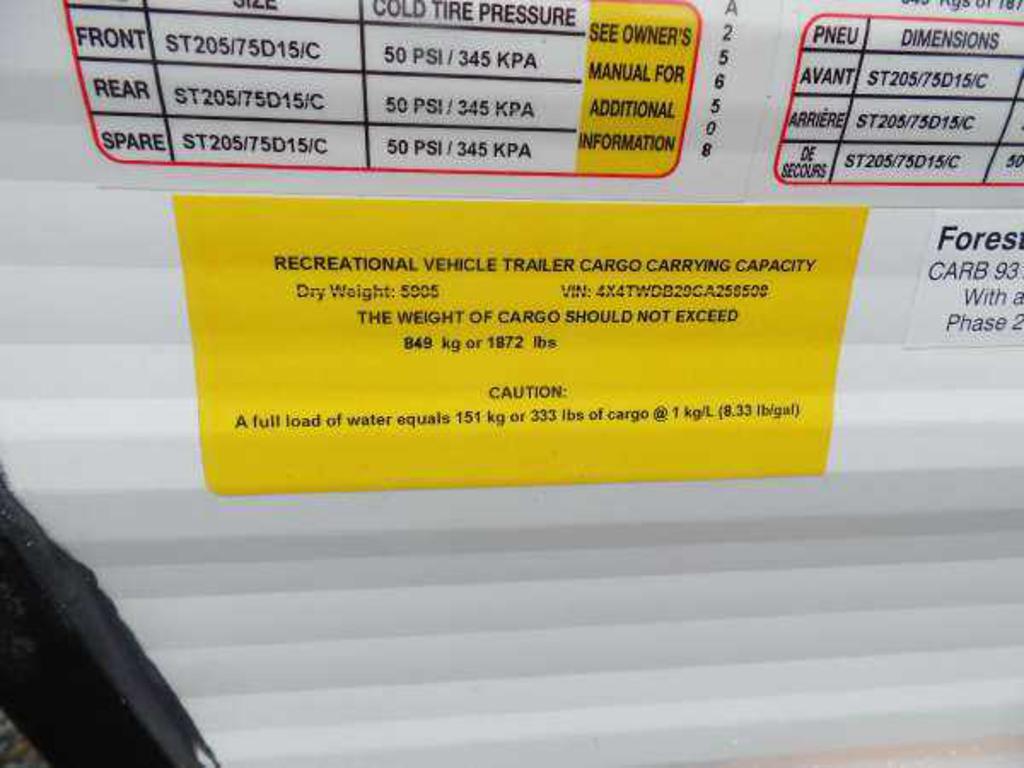 SIZE
COLD TIRE PRESSURE
FRONT ST205/75D15/C 50 PSI / 345 KPA
REAR ST205/75D15/C 50 PSI / 345 KPA
SPARE ST205/75D15/C 50 PSI / 345 KPA
SEE OWNER'S
MANUAL FOR
ADDITIONAL
INFORMATION
A
2
5
6
5
0
8
PNEU DIMENSIONS
AVANT ST205/75D15/C
ARRIÈRE ST205/75D15/C
DE
SECOURS ST205/75D15/C 50
RECREATIONAL VEHICLE TRAILER CARGO CARRYING CAPACITY
Dry Weight: VIN:
THE WEIGHT OF CARGO SHOULD NOT EXCEED
849 kg or 1872 lbs
CAUTION:
A full load of water equals 151 kg or 333 lbs of cargo @ 1 kg/L (8.33 lb/gal)
Forest
CARB 93
With a
Phase 2